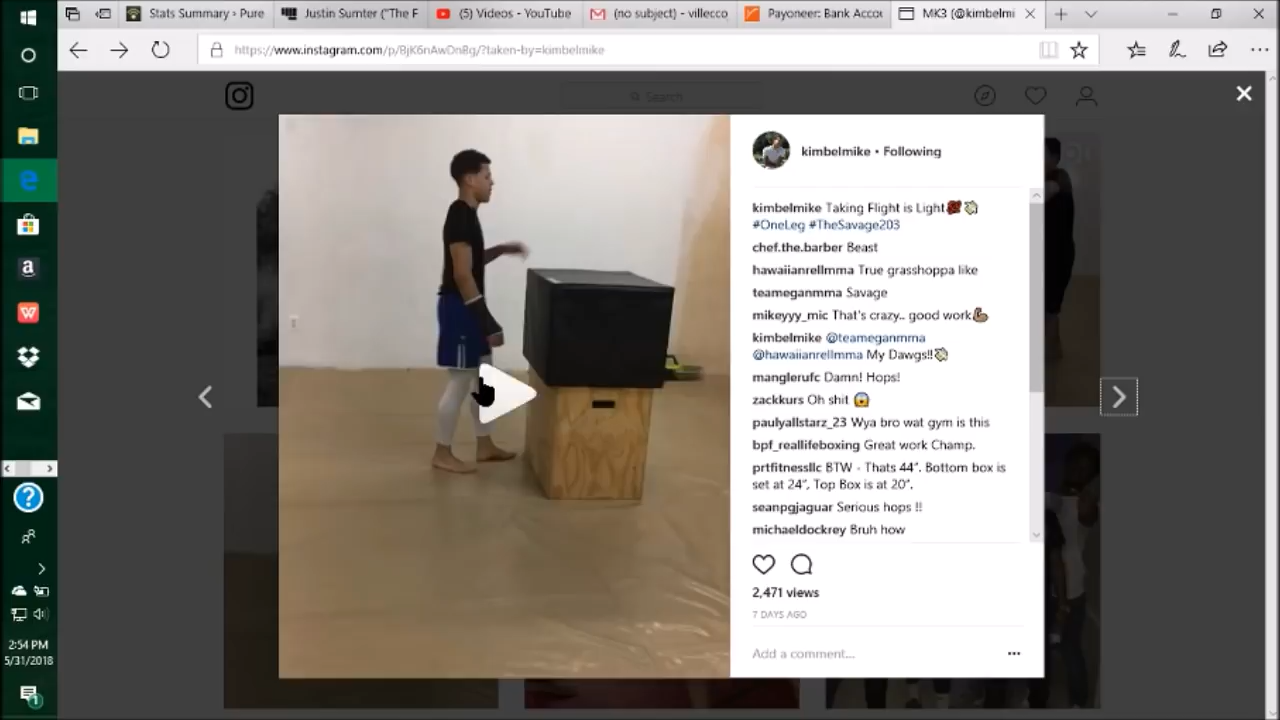 Stats Summary › Pure
Justin Sumter ("The F
(5) Videos - YouTube
(no subject) - villecco
Payoneer: Bank Accou
MK3 (@kimbelmi
https://www.instagram.com/p/BjK6nAwDnBg/?taken-by=kimbelmike
Search
kimbelmike • Following
kimbelmike Taking Flight is Light
#OneLeg #TheSavage203
chef.the.barber Beast
hawaiianrellmma True grasshoppa like
teameganmma Savage
mikeyyy_mic That's crazy.. good work💪🏽
kimbelmike @teameganmma
@hawaiianrellmma My Dawgs!!
manglerufc Damn! Hops!
zackkurs Oh shit 😱
paulyallstarz_23 Wya bro wat gym is this
bpf_reallifeboxing Great work Champ.
prtfitnessllc BTW - Thats 44”. Bottom box is
set at 24”, Top Box is at 20”.
seanpgjaguar Serious hops !!
michaeldockrey Bruh how
2,471 views
7 DAYS AGO
Add a comment...
2:54 PM
5/31/2018
1